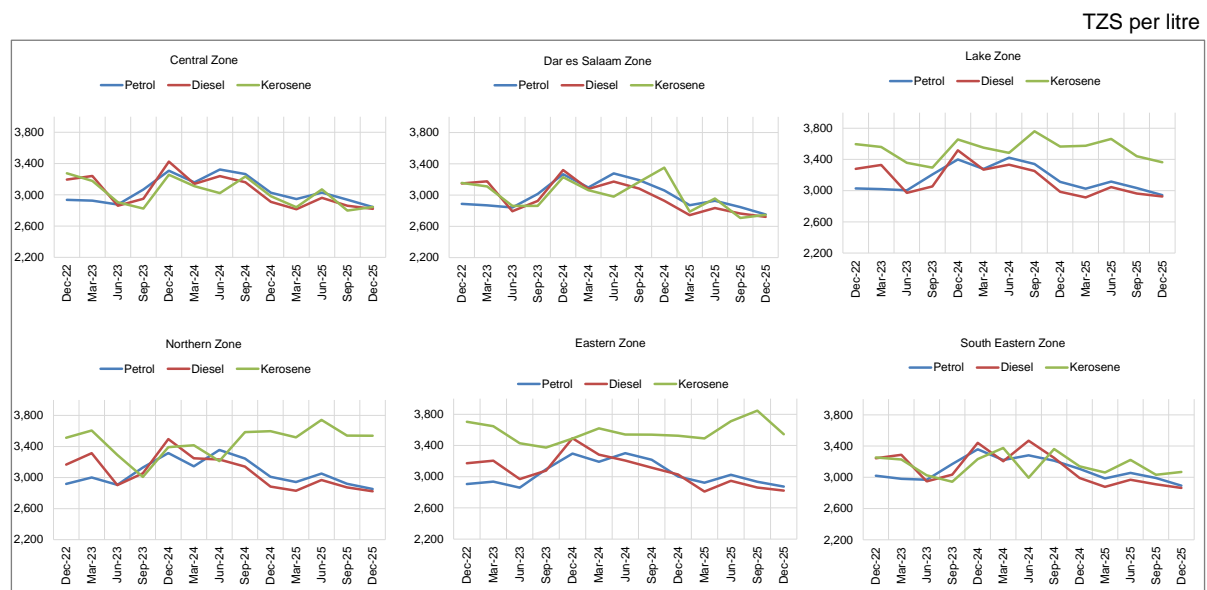 TZS per litre
Central Zone
Petrol Diesel Kerosene
3,800
3,400
3,000
2,600
2,200
Dec-22 Mar-23 Jun-23 Sep-23 Dec-24 Mar-24 Jun-24 Sep-24 Dec-24 Mar-25 Jun-25 Sep-25 Dec-25
Dar es Salaam Zone
Petrol Diesel Kerosene
3,800
3,400
3,000
2,600
2,200
Dec-22 Mar-23 Jun-23 Sep-23 Dec-24 Mar-24 Jun-24 Sep-24 Dec-24 Mar-25 Jun-25 Sep-25 Dec-25
Lake Zone
Petrol Diesel Kerosene
3,800
3,400
3,000
2,600
2,200
Dec-22 Mar-23 Jun-23 Sep-23 Dec-24 Mar-24 Jun-24 Sep-24 Dec-24 Mar-25 Jun-25 Sep-25 Dec-25
Northern Zone
Petrol Diesel Kerosene
3,800
3,400
3,000
2,600
2,200
Dec-22 Mar-23 Jun-23 Sep-23 Dec-24 Mar-24 Jun-24 Sep-24 Dec-24 Mar-25 Jun-25 Sep-25 Dec-25
Eastern Zone
Petrol Diesel Kerosene
3,800
3,400
3,000
2,600
2,200
Dec-22 Mar-23 Jun-23 Sep-23 Dec-24 Mar-24 Jun-24 Sep-24 Dec-24 Mar-25 Jun-25 Sep-25 Dec-25
South Eastern Zone
Petrol Diesel Kerosene
3,800
3,400
3,000
2,600
2,200
Dec-22 Mar-23 Jun-23 Sep-23 Dec-24 Mar-24 Jun-24 Sep-24 Dec-24 Mar-25 Jun-25 Sep-25 Dec-25